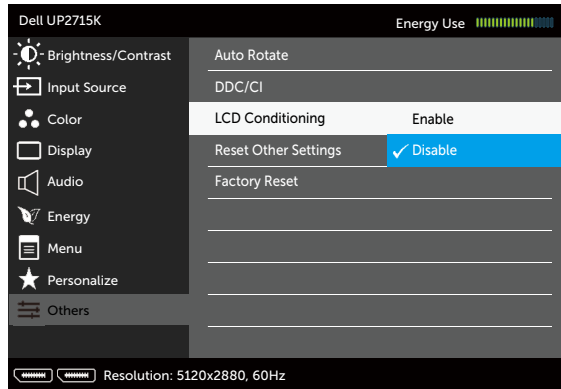 Dell UP2715K
Energy Use
Brightness/Contrast
Auto Rotate
Input Source
DDC/CI
Color
LCD Conditioning
Enable
Display
Reset Other Settings
Disable
Audio
Factory Reset
Energy
Menu
Personalize
Others
Resolution: 5120x2880, 60Hz